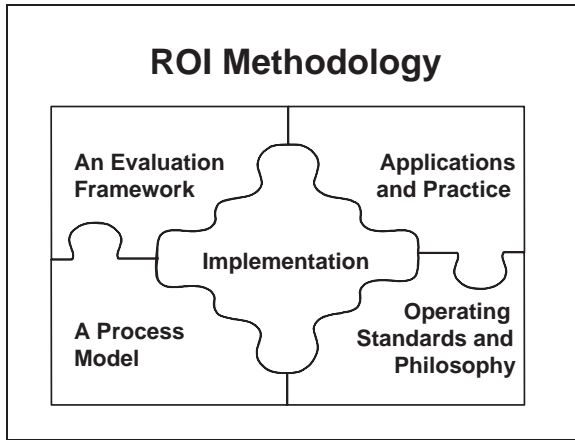 ROI Methodology
An Evaluation
Framework
Applications
and Practice
Implementation
A Process
Model
Operating
Standards and
Philosophy